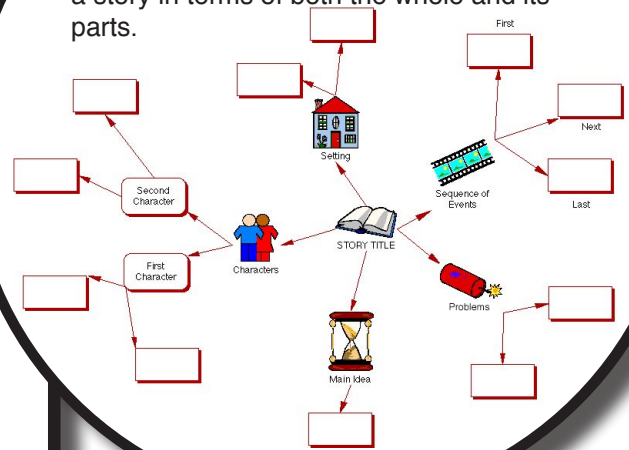 a story in terms of both the whole and its
parts.
First
Next
Setting
Second
Character
Sequence of
Events
Last
STORY TITLE
First
Character
Characters
Problems
Main Idea